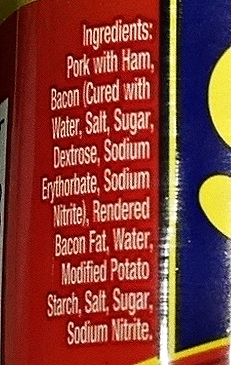 Ingredients:
Pork with Ham,
Bacon (Cured with
Water, Salt, Sugar,
Dextrose, Sodium
Erythorbate, Sodium
Nitrite), Rendered
Bacon Fat, Water,
Modified Potato
Starch, Salt, Sugar,
Sodium Nitrite.